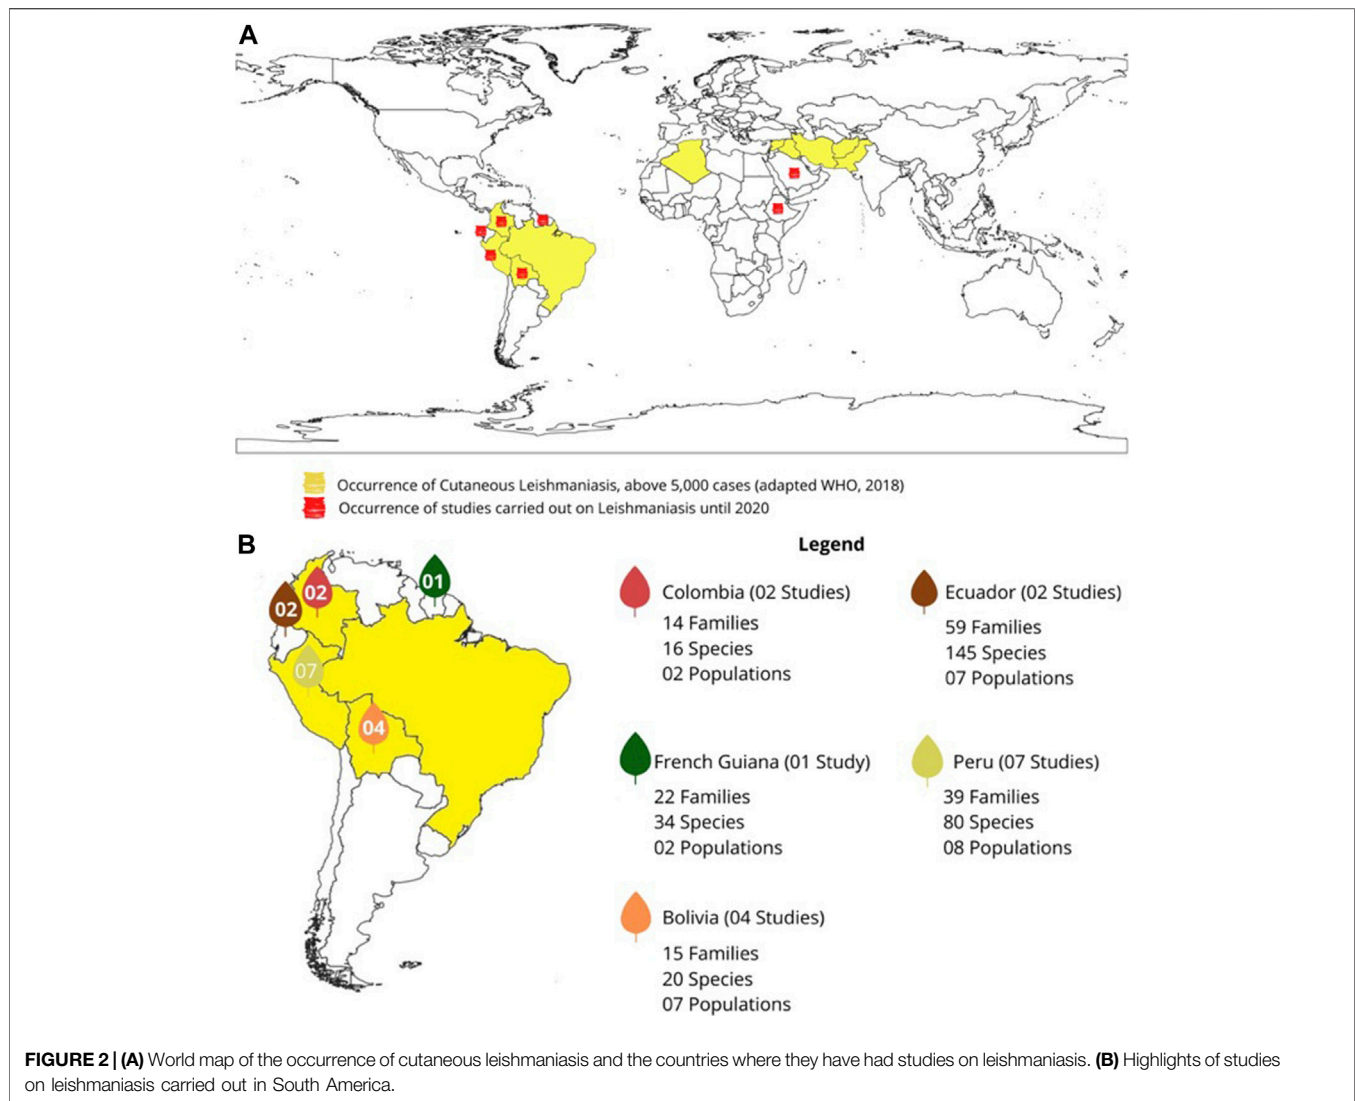 A
Occurrence of Cutaneous Leishmaniasis, above 5,000 cases (adapted WHO, 2018)
Occurrence of studies carried out on Leishmaniasis until 2020
B
01
02
02
07
04
Legend
Colombia (02 Studies)
14 Families
16 Species
02 Populations
Ecuador (02 Studies)
59 Families
145 Species
07 Populations
French Guiana (01 Study)
22 Families
34 Species
02 Populations
Peru (07 Studies)
39 Families
80 Species
08 Populations
Bolivia (04 Studies)
15 Families
20 Species
07 Populations
FIGURE 2 | (A) World map of the occurrence of cutaneous leishmaniasis and the countries where they have had studies on leishmaniasis. (B) Highlights of studies
on leishmaniasis carried out in South America.